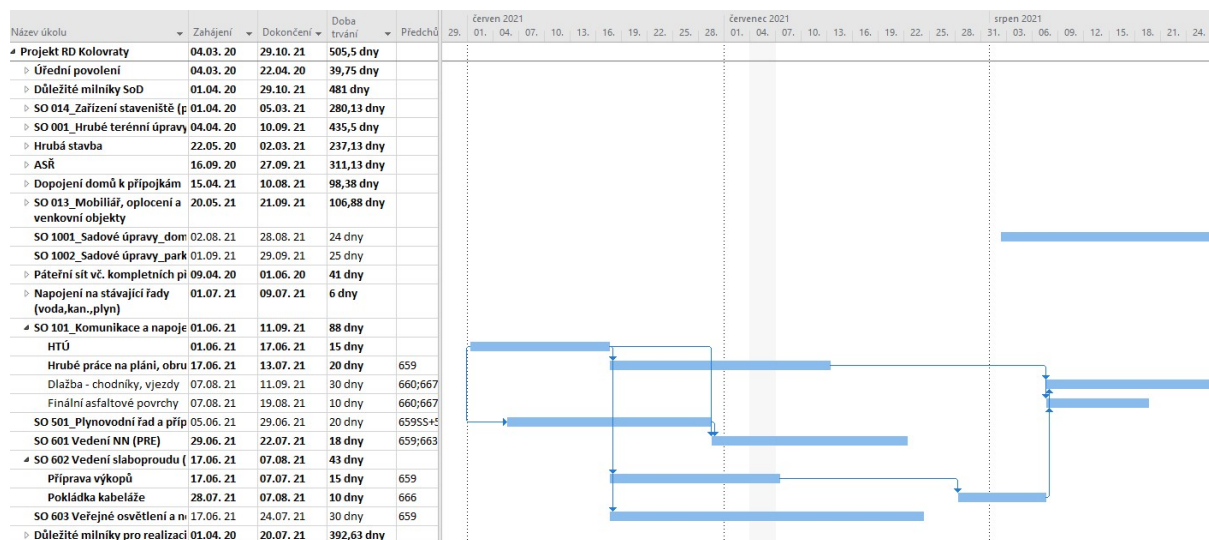 červen 2021 červenec 2021 srpen 2021
Název úkolu Zahájení Dokončení Doba trvání Předchů 29. 01. 04. 07. 10. 13. 16. 19. 22. 25. 28. 01. 04. 07. 10. 13. 16. 19. 22. 25. 28. 31. 03. 06. 09. 12. 15. 18. 21. 24.
Projekt RD Kolovraty 04.03. 20 29.10. 21 505,5 dny
Úřední povolení 04.03. 20 22.04. 20 39,75 dny
Důležité milníky SoD 01.04. 20 29.10. 21 481 dny
SO 014_Zařízení staveniště (p 01.04. 20 05.03. 21 280,13 dny
SO 001_Hrubé terénní úpravy 04.04. 20 10.09. 21 435,5 dny
Hrubá stavba 22.05. 20 02.03. 21 237,13 dny
ASŘ 16.09. 20 27.09. 21 311,13 dny
Dopojení domů k přípojkám 15.04. 21 10.08. 21 98,38 dny
SO 013_Mobiliář, oplocení a 20.05. 21 21.09. 21 106,88 dny
venkovní objekty
SO 1001_Sadové úpravy_dom 02.08. 21 28.08. 21 24 dny
SO 1002_Sadové úpravy_park 01.09. 21 29.09. 21 25 dny
Páteřní sít vč. kompletních př 09.04. 20 01.06. 20 41 dny
Napojení na stávající řady 01.07. 21 09.07. 21 6 dny
(voda,kan.,plyn)
SO 101_Komunikace a napoje 01.06. 21 11.09. 21 88 dny
HTÚ 01.06. 21 17.06. 21 15 dny
Hrubé práce na pláni, obru 17.06. 21 13.07. 21 20 dny 659
Dlažba - chodníky, vjezdy 07.08. 21 11.09. 21 30 dny 660;667
Finální asfaltové povrchy 07.08. 21 19.08. 21 10 dny 660;667
SO 501_Plynovodní řad a příp 05.06. 21 29.06. 21 20 dny 659SS+5
SO 601 Vedení NN (PRE) 29.06. 21 22.07. 21 18 dny 659;663
SO 602 Vedení slaboproudu ( 17.06. 21 07.08. 21 43 dny
Příprava výkopů 17.06. 21 07.07. 21 15 dny 659
Pokládka kabeláže 28.07. 21 07.08. 21 10 dny 666
SO 603 Veřejné osvětlení a n 17.06. 21 24.07. 21 30 dny 659
Důležité milníky pro realizaci 01.04. 20 20.07. 21 392,63 dny